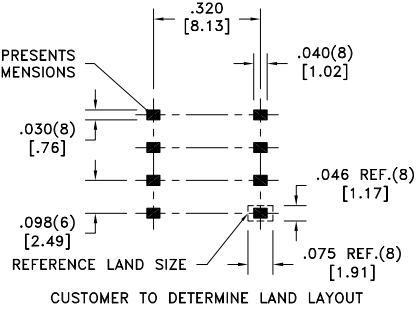 .320
[8.13]
PRESENTS
MENSIONS
.040(8)
[1.02]
.030(8)
[.76]
.046 REF.(8)
[1.17]
.098(6)
[2.49]
.075 REF.(8)
[1.91]
REFERENCE LAND SIZE
CUSTOMER TO DETERMINE LAND LAYOUT